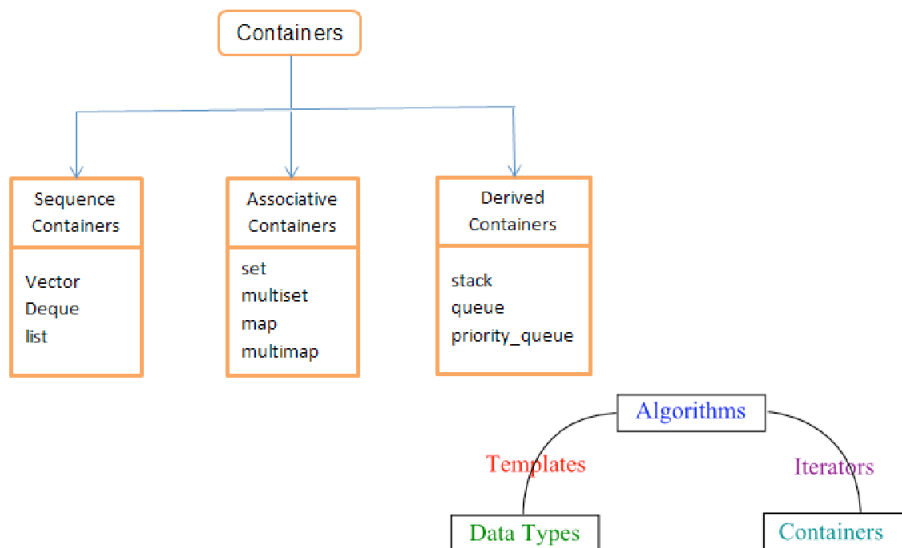 Containers
Sequence
Containers
Vector
Deque
list
Associative
Containers
set
multiset
map
multimap
Derived
Containers
stack
queue
priority_queue
Algorithms
Templates
Iterators
Data Types
Containers